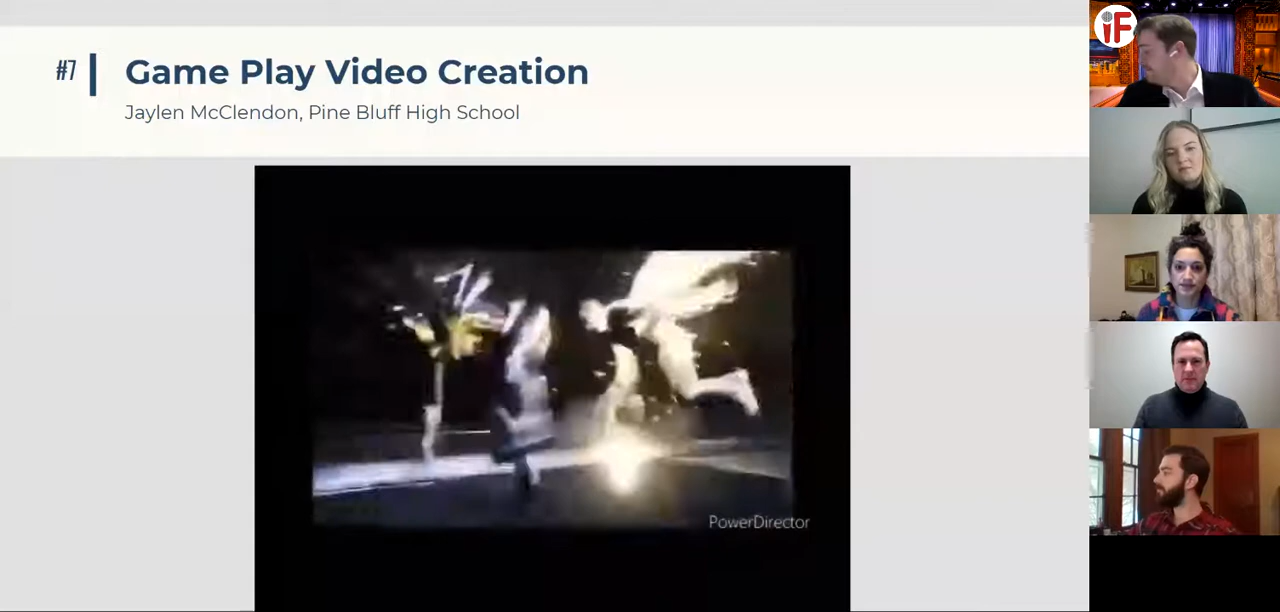 #7
Game Play Video Creation
Jaylen McClendon, Pine Bluff High School
PowerDirector
iF